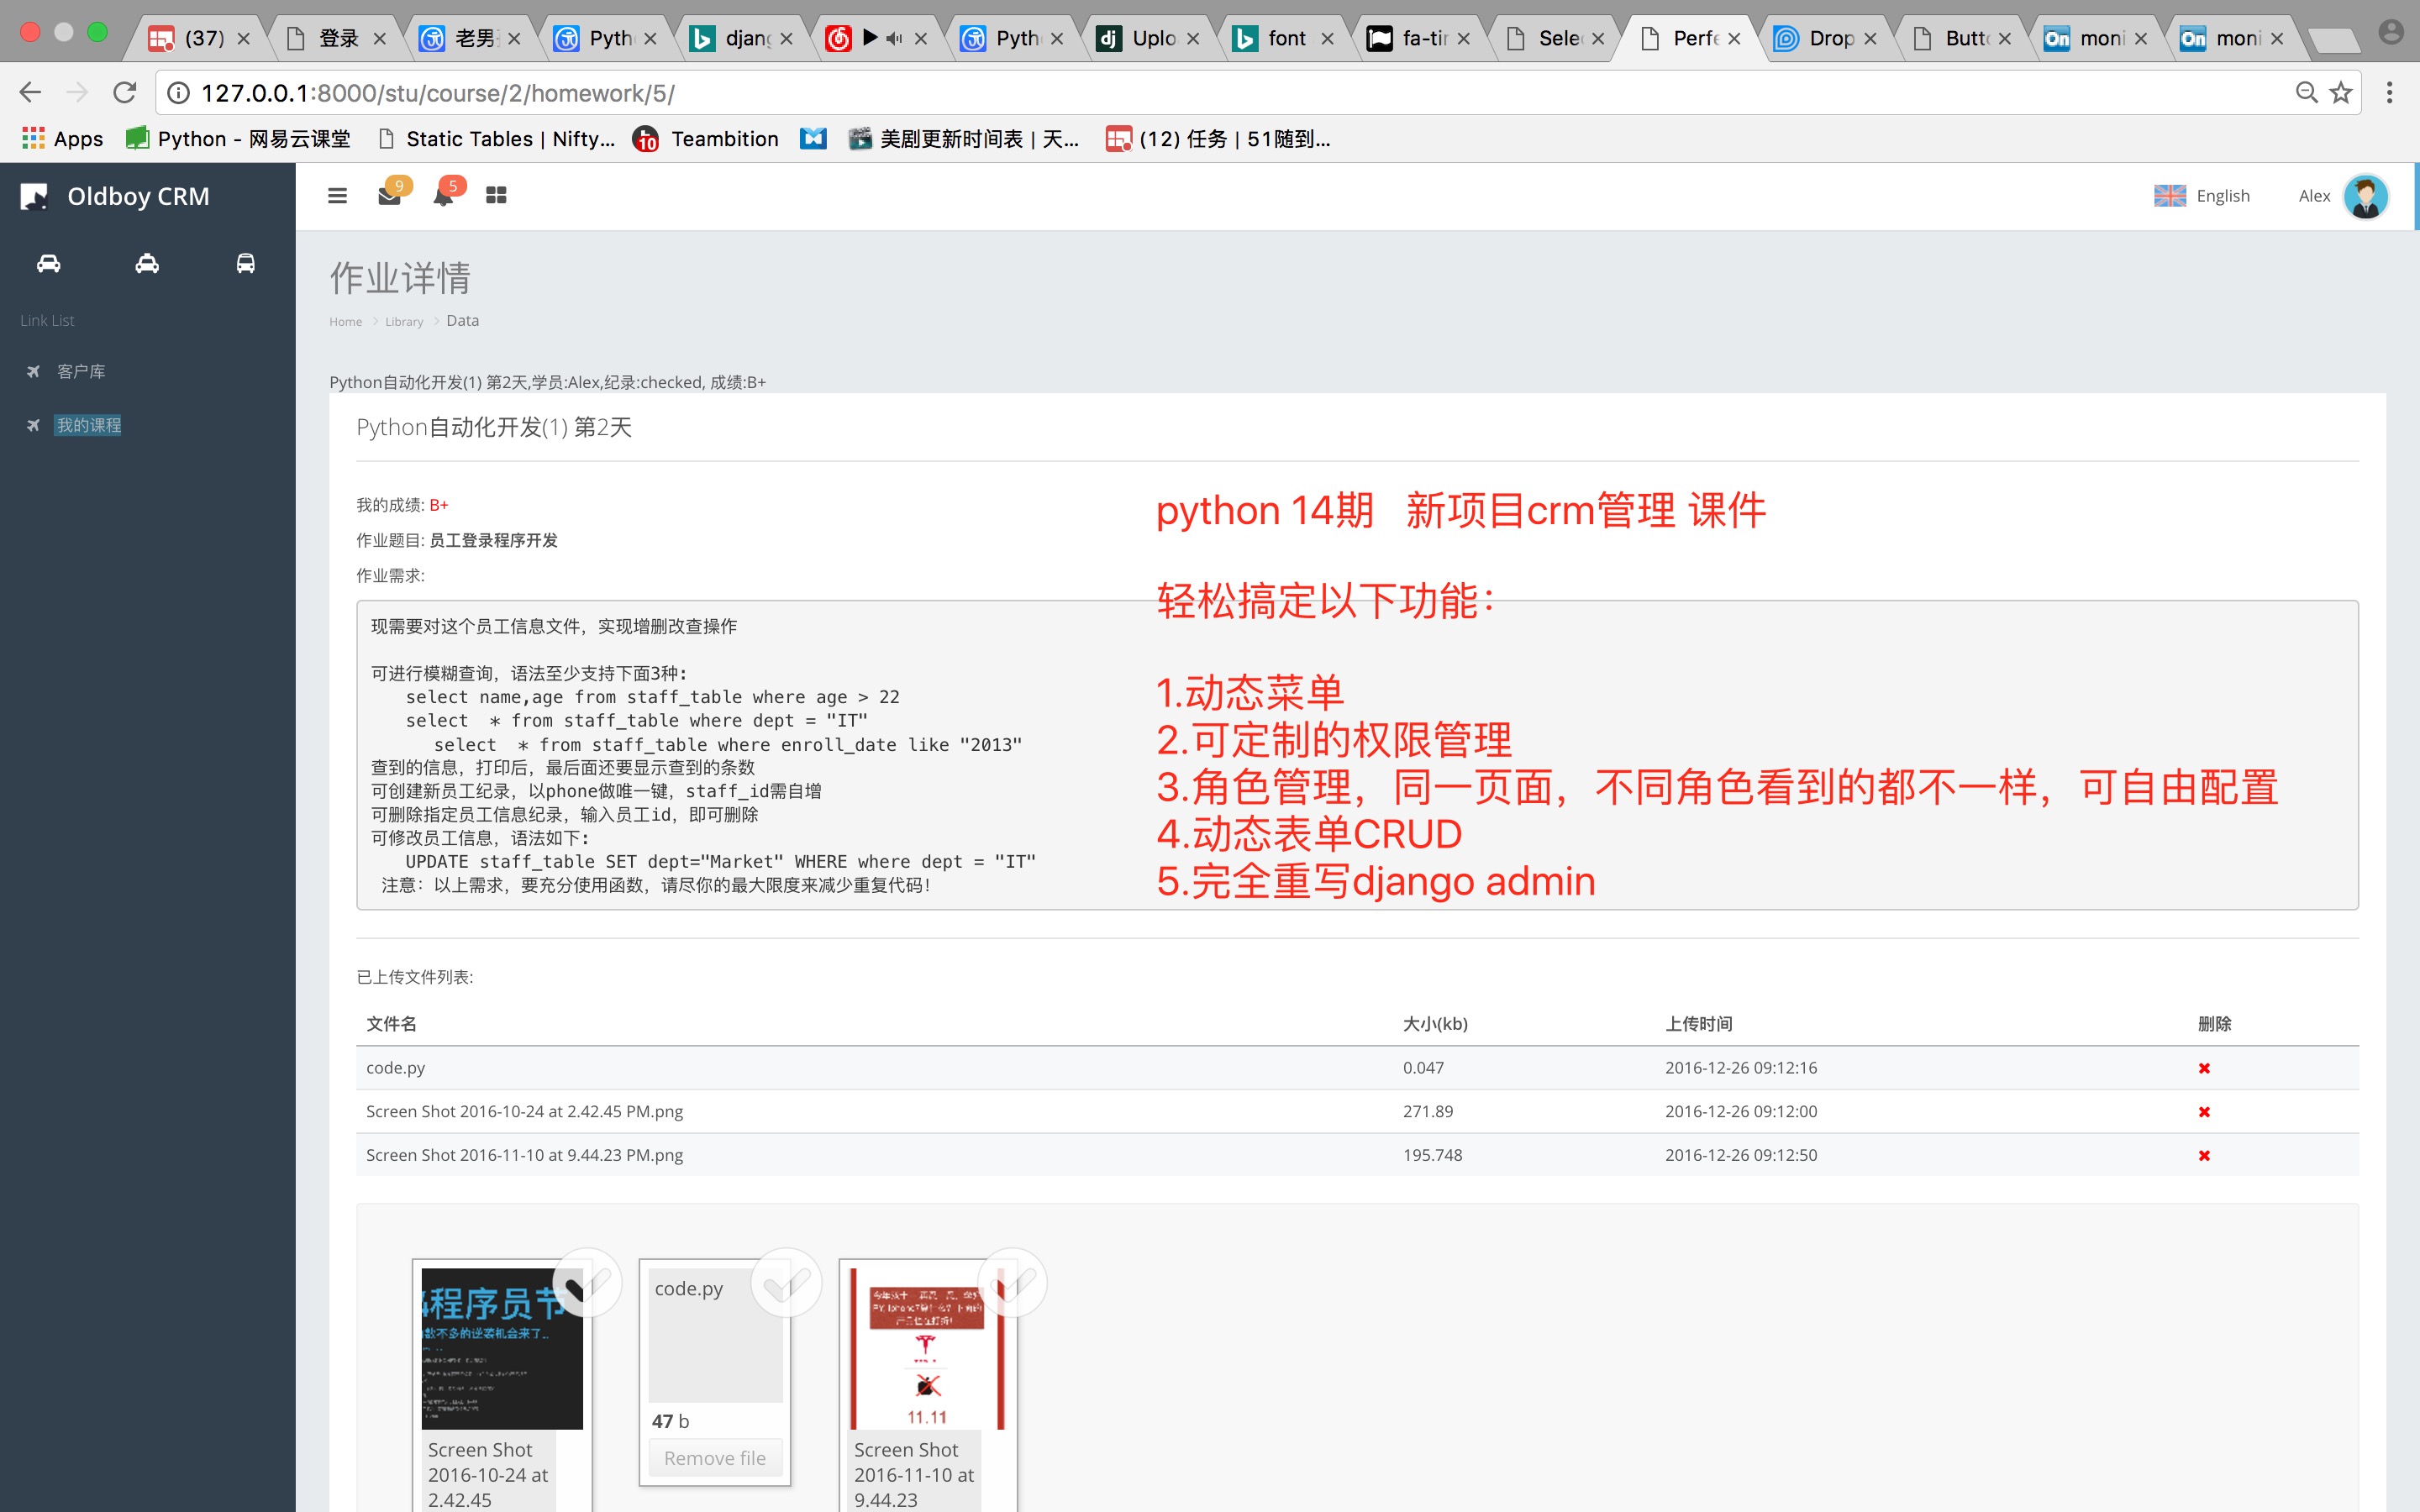 (37)
登录
老男
Pyth
djang
Pyth
Uplo
font
fa-tir
Sele
Perfe
Drop
Butto
moni
moni
127.0.0.1:8000/stu/course/2/homework/5/
Apps
Python - 网易云课堂
Static Tables | Nifty...
10
Teambition
美剧更新时间表 | 天...
(12) 任务 | 51随到...
Oldboy CRM
9
5
English
Alex
Link List
客户库
我的课程
作业详情
Home > Library > Data
Python自动化开发(1) 第2天,学员:Alex,纪录:checked, 成绩:B+
Python自动化开发(1) 第2天
我的成绩: B+
作业题目: 员工登录程序开发
作业需求:
现需要对这个员工信息文件，实现增删改查操作
可进行模糊查询，语法至少支持下面3种:
select name,age from staff_table where age > 22
select  * from staff_table where dept = "IT"
select  * from staff_table where enroll_date like "2013"
查到的信息，打印后，最后面还要显示查到的条数
可创建新员工纪录，以phone做唯一键，staff_id需自增
可删除指定员工信息纪录，输入员工id，即可删除
可修改员工信息，语法如下:
UPDATE staff_table SET dept="Market" WHERE where dept = "IT"
注意：以上需求，要充分使用函数，请尽你的最大限度来减少重复代码！
python 14期   新项目crm管理 课件
轻松搞定以下功能：
1.动态菜单
2.可定制的权限管理
3.角色管理，同一页面，不同角色看到的都不一样，可自由配置
4.动态表单CRUD
5.完全重写django admin
已上传文件列表:
文件名 大小(kb) 上传时间 删除
code.py 0.047 2016-12-26 09:12:16
Screen Shot 2016-10-24 at 2.42.45 PM.png 271.89 2016-12-26 09:12:00
Screen Shot 2016-11-10 at 9.44.23 PM.png 195.748 2016-12-26 09:12:50
程序员节
数不多的逆袭机会来了...
Screen Shot
2016-10-24 at
2.42.45
code.py
47 b
Remove file
11.11
Screen Shot
2016-11-10 at
9.44.23